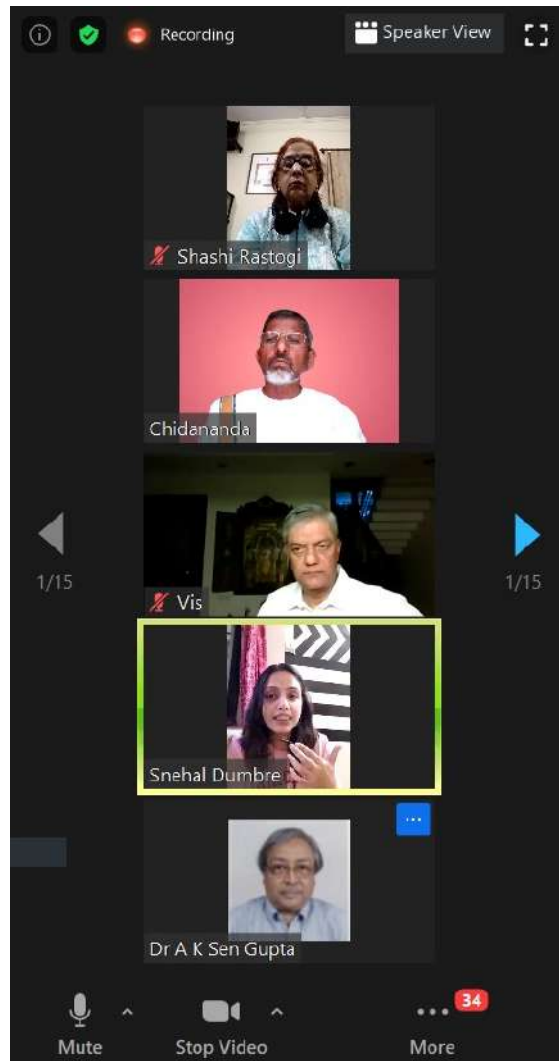 Recording
Speaker View
Shashi Rastogi
Chidananda
1/15
1/15
Vis
Snehal Dumbre
Dr A K Sen Gupta
34
Mute
Stop Video
More